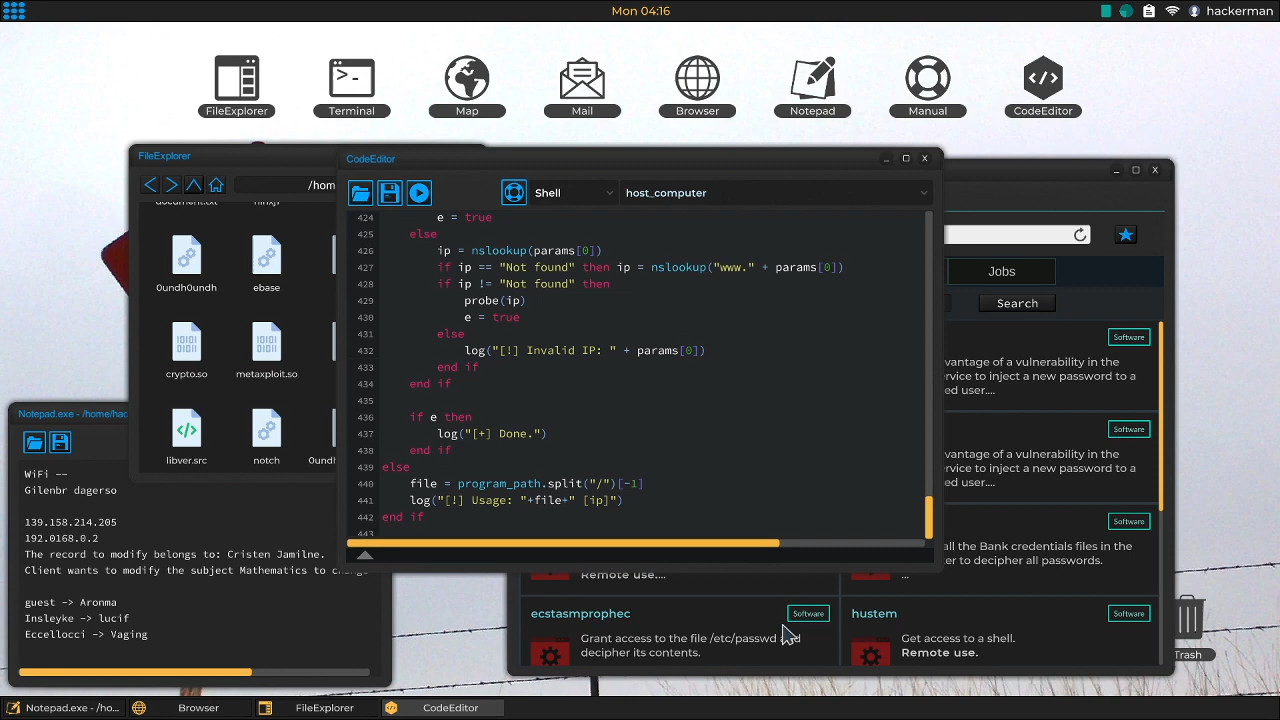 Mon 04:16
hackerman
FileExplorer
Terminal
Map
Mail
Browser
Notepad
Manual
CodeEditor
FileExplorer
/hom
document.txt
0undh0undh
ebase
crypto.so
metaxploit.so
libver.src
notch
0undh
CodeEditor
Shell
host_computer
424 e = true
425 else
426 ip = nslookup(params[0])
427 if ip == "Not found" then ip = nslookup("www." + params[0])
428 if ip != "Not found" then
429 probe(ip)
430 e = true
431 else
432 log("[!] Invalid IP: " + params[0])
433 end if
434 end if
435
436 if e then
437 log("[+] Done.")
438 end if
439 else
440 file = program_path.split("/")[-1]
441 log("[!] Usage: "+file+" [ip]")
442 end if
443
Jobs
Search
Software
vantage of a vulnerability in the
ervice to inject a new password to a
ed user....
Software
vantage of a vulnerability in the
ervice to inject a new password to a
ed user....
Software
all the Bank credentials files in the
ter to decipher all passwords.
...
Remote use....
ecstasmprophec
Software
Grant access to the file /etc/passwd and
decipher its contents.
hustem
Software
Get access to a shell.
Remote use.
Notepad.exe - /home/hac
WiFi --
Gilenbr dagerso
139.158.214.205
192.0168.0.2
The record to modify belongs to: Cristen Jamilne.
Client wants to modify the subject Mathematics to change
guest -> Aronma
Insleyke -> lucif
Eccellocci -> Vaging
Trash
Notepad.exe - /ho...
Browser
FileExplorer
CodeEditor